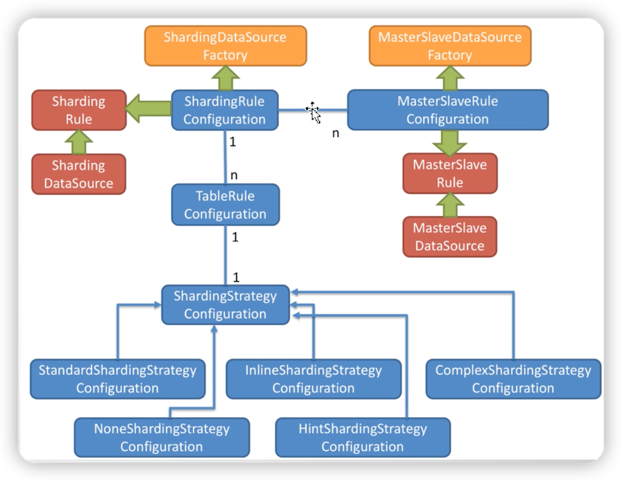 ShardingDataSource
Factory
MasterSlaveDataSource
Factory
Sharding
Rule
ShardingRule
Configuration
MasterSlaveRule
Configuration
n
1
Sharding
DataSource
MasterSlave
Rule
n
TableRule
Configuration
MasterSlave
DataSource
1
1
ShardingStrategy
Configuration
StandardShardingStrategy
Configuration
InlineShardingStrategy
Configuration
ComplexShardingStrategy
Configuration
NoneShardingStrategy
Configuration
HintShardingStrategy
Configuration